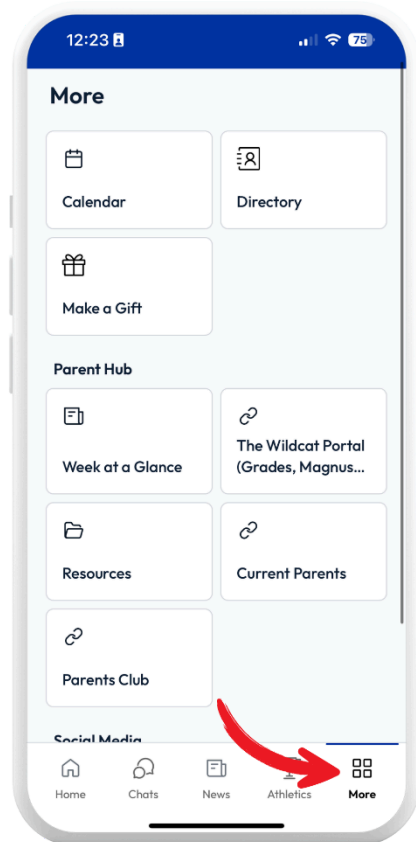 12:23
75
More
Calendar
Directory
Make a Gift
Parent Hub
Week at a Glance
The Wildcat Portal
(Grades, Magnus...
Resources
Current Parents
Parents Club
Social Media
Home
Chats
News
Athletics
More